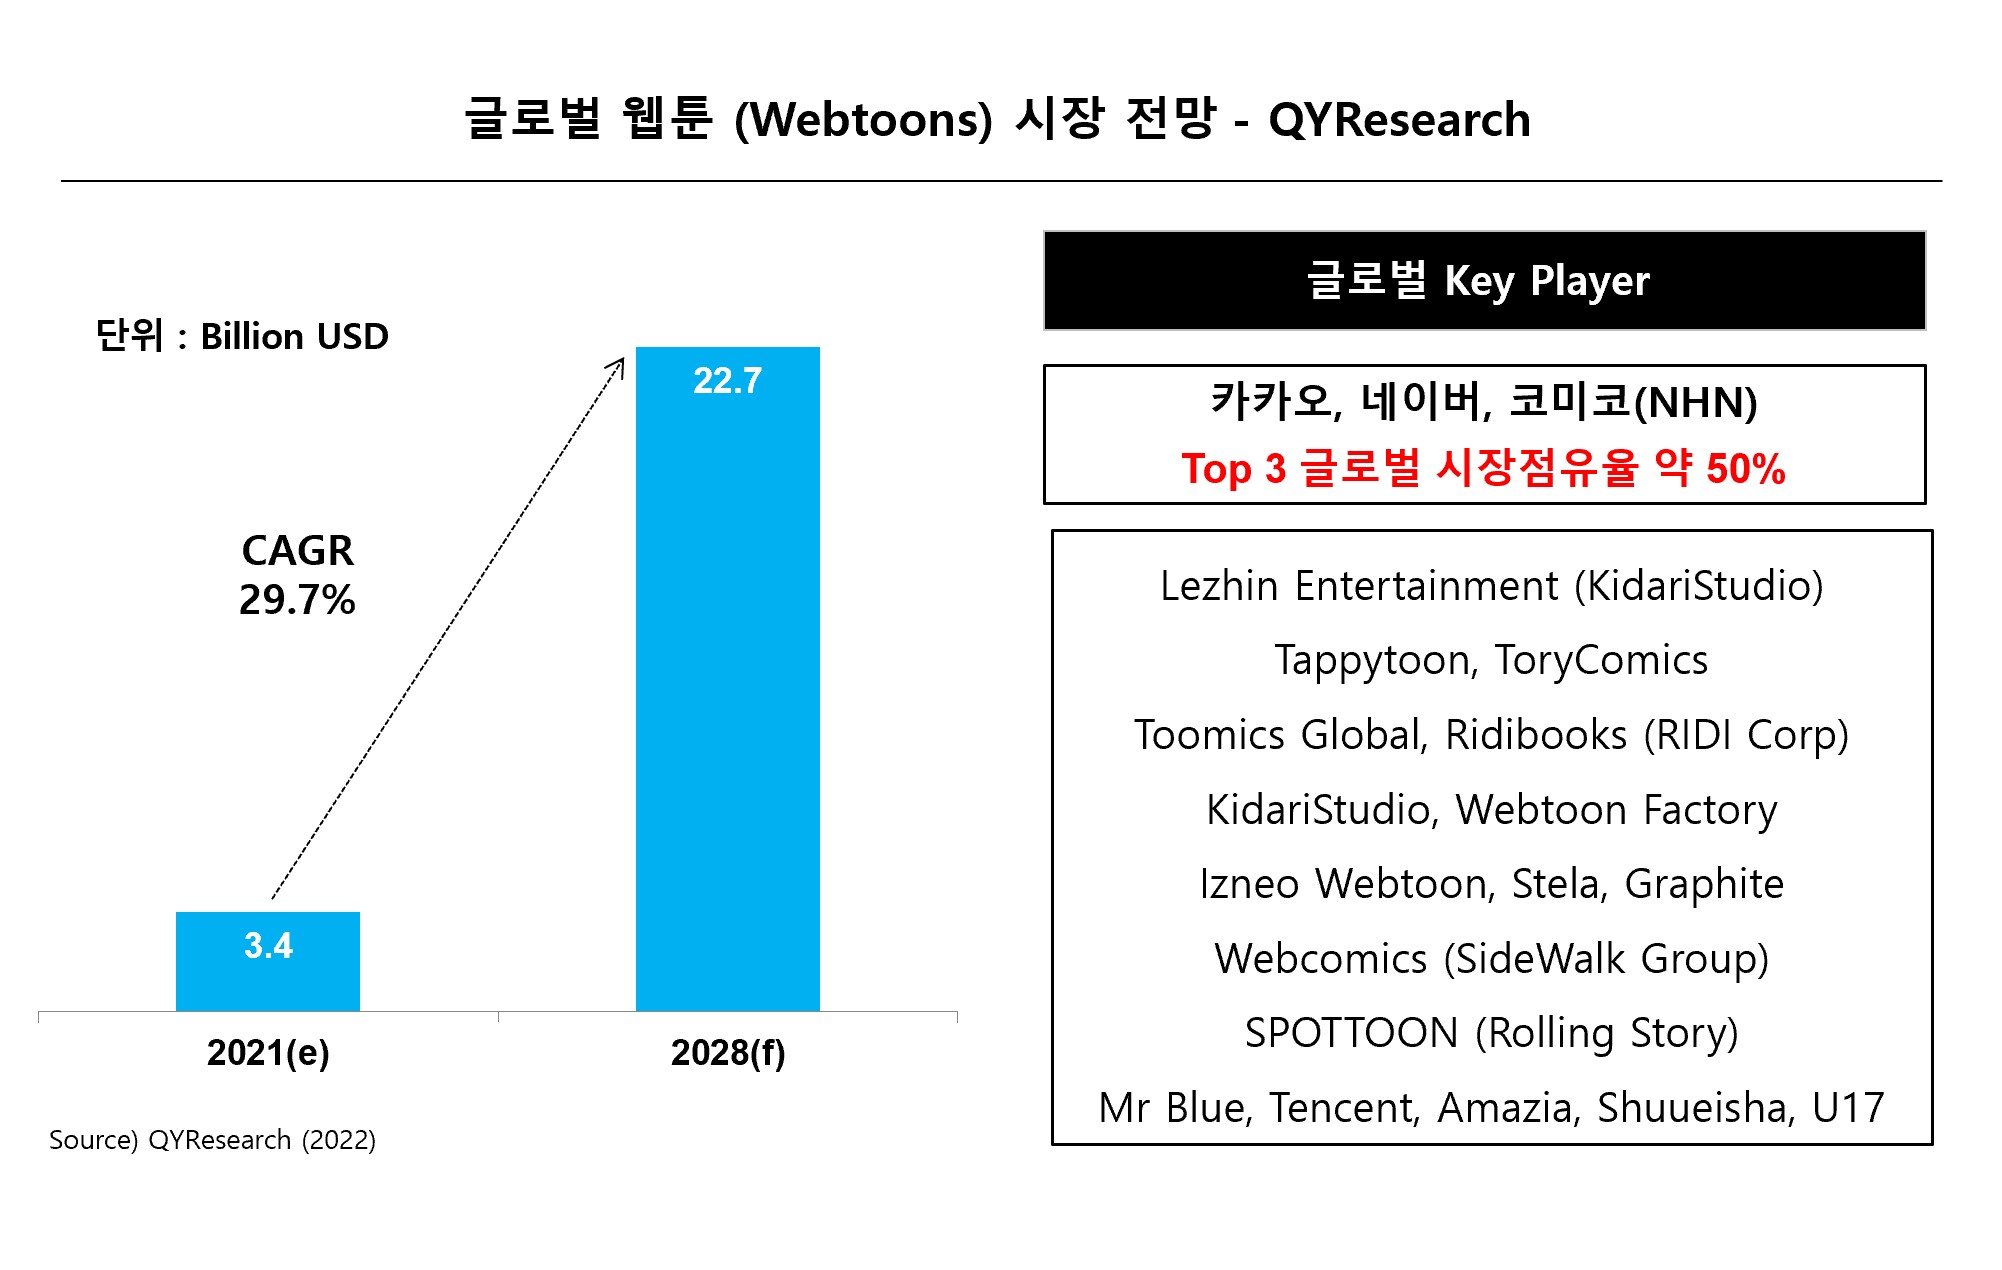 글로벌 웹툰 (Webtoons) 시장 전망 - QYResearch
단위 : Billion USD
22.7
CAGR
29.7%
3.4
2021(e)
2028(f)
Source) QYResearch (2022)
글로벌 Key Player
카카오, 네이버, 코미코(NHN)
Top 3 글로벌 시장점유율 약 50%
Lezhin Entertainment (KidariStudio)
Tappytoon, ToryComics
Toomics Global, Ridibooks (RIDI Corp)
KidariStudio, Webtoon Factory
Izneo Webtoon, Stela, Graphite
Webcomics (SideWalk Group)
SPOTTOON (Rolling Story)
Mr Blue, Tencent, Amazia, Shuueisha, U17